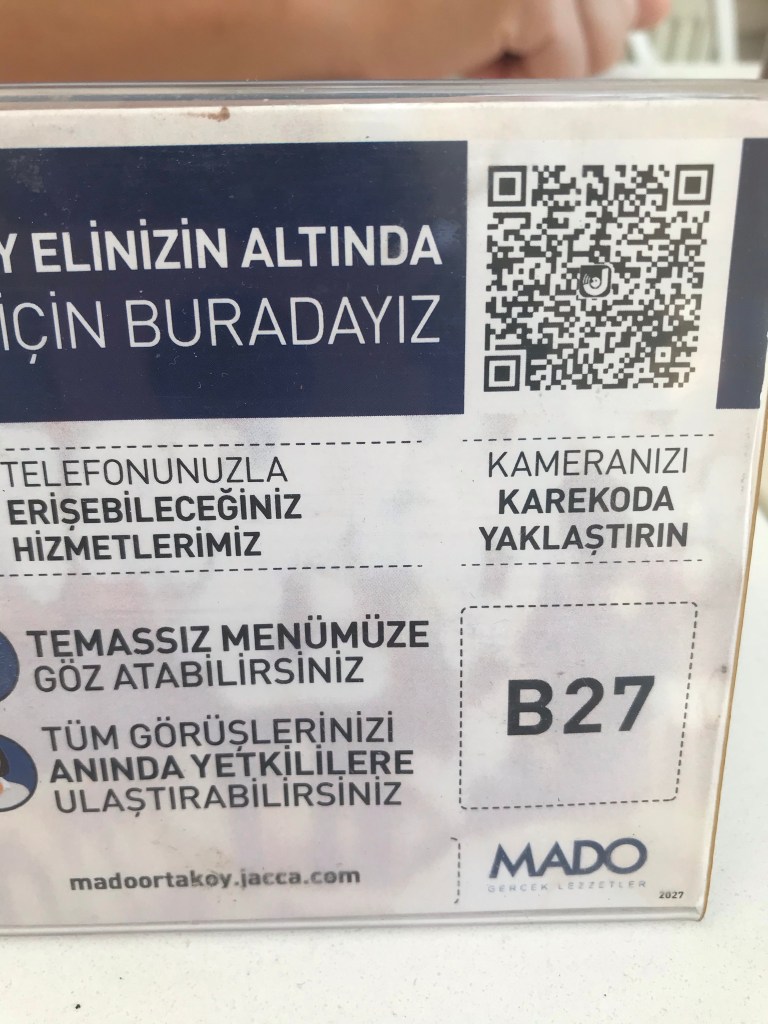 Y ELİNİZİN ALTINDA
İÇİN BURADAYIZ
TELEFONUNUZLA
ERİŞEBİLECEĞİNİZ
HİZMETLERİMİZ
KAMERANIZI
KAREKODA
YAKLAŞTIRIN
TEMASSIZ MENÜMÜZE
GÖZ ATABİLİRSİNİZ
TÜM GÖRÜŞLERİNİZİ
ANINDA YETKİLİLERE
ULAŞTIRABİLİRSİNİZ
B27
madoortakoy.jacca.com
MADO
GERÇEK LEZZETLER
2027